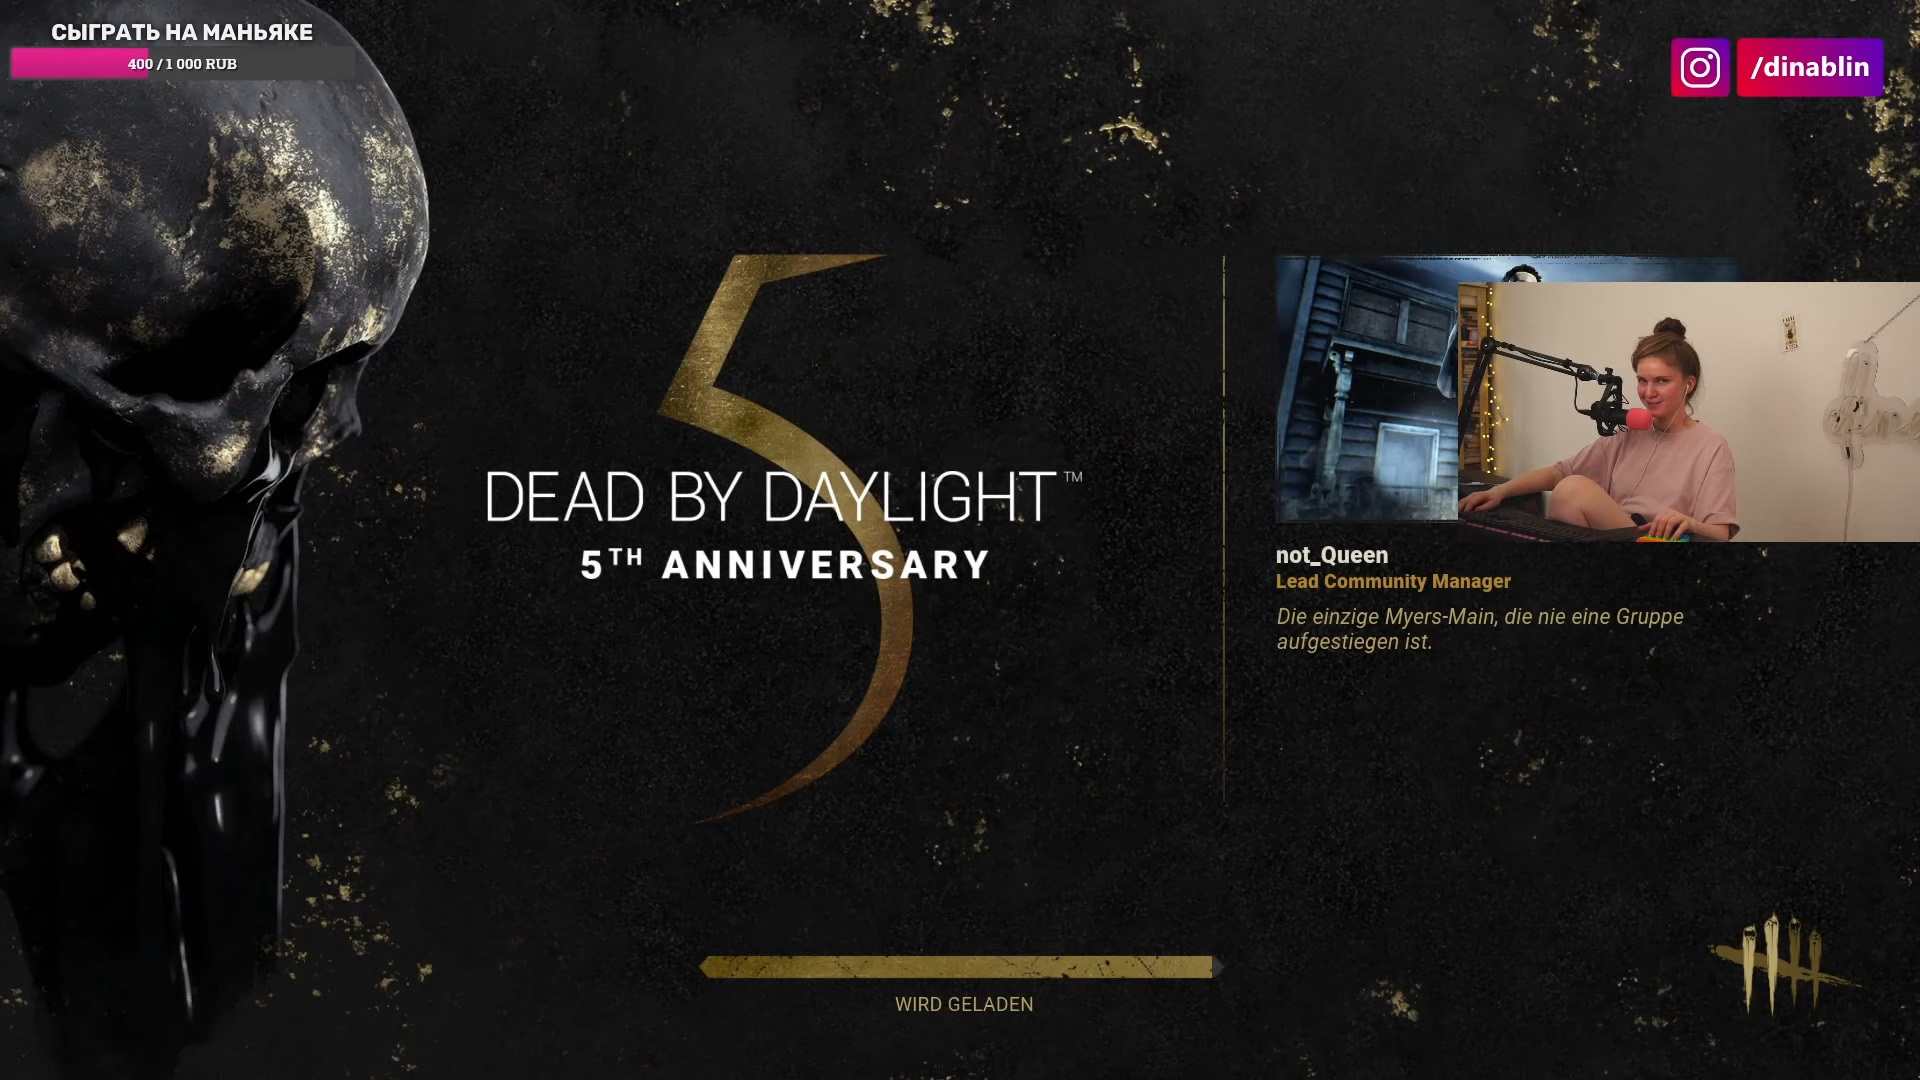 СЫГРАТЬ НА МАНЬЯКЕ
400 / 1 000 RUB
/dinablin
DEAD BY DAYLIGHT™
5TH ANNIVERSARY
not_Queen
Lead Community Manager
Die einzige Myers-Main, die nie eine Gruppe
aufgestiegen ist.
WIRD GELADEN